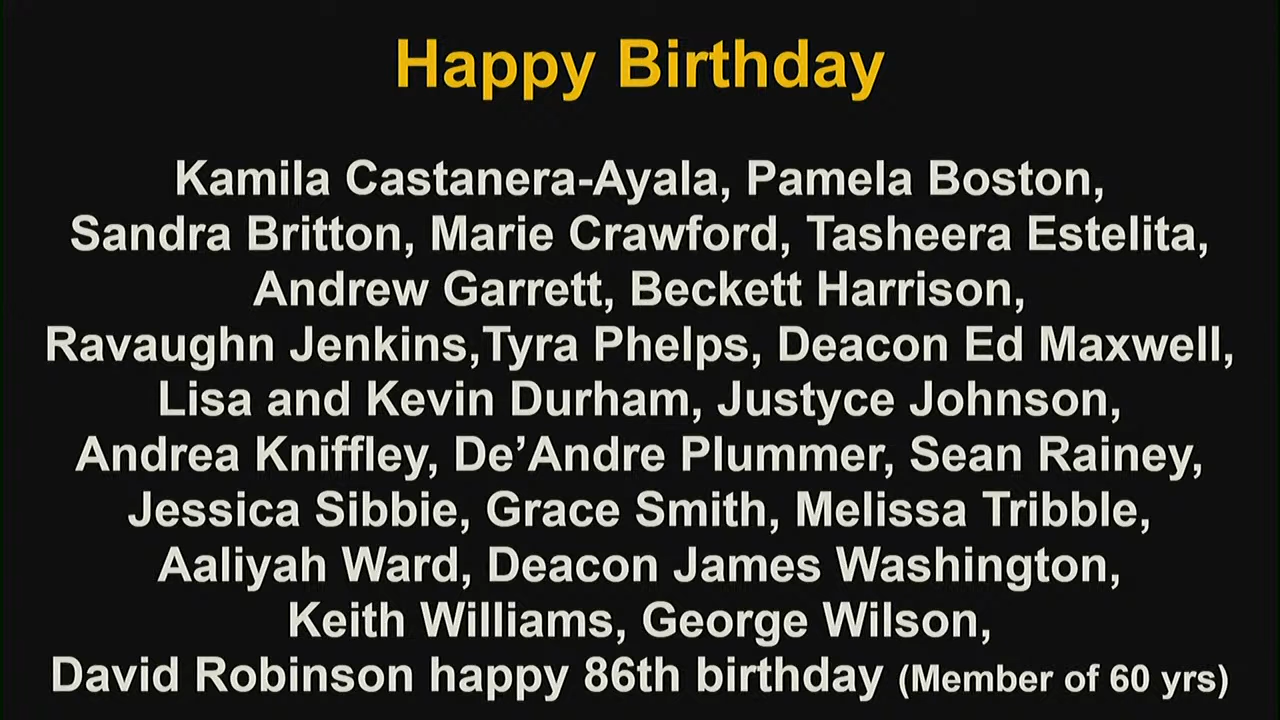 Happy Birthday
Kamila Castanera-Ayala, Pamela Boston,
Sandra Britton, Marie Crawford, Tasheera Estelita,
Andrew Garrett, Beckett Harrison,
Ravaughn Jenkins,Tyra Phelps, Deacon Ed Maxwell,
Lisa and Kevin Durham, Justyce Johnson,
Andrea Kniffley, De’Andre Plummer, Sean Rainey,
Jessica Sibbie, Grace Smith, Melissa Tribble,
Aaliyah Ward, Deacon James Washington,
Keith Williams, George Wilson,
David Robinson happy 86th birthday (Member of 60 yrs)